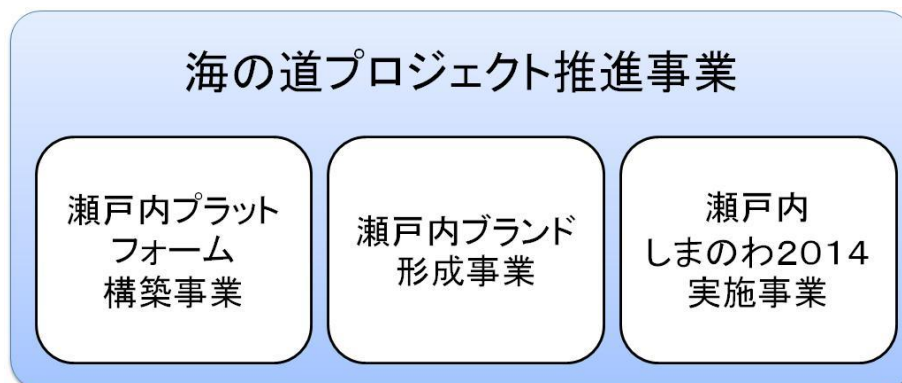 海の道プロジェクト推進事業
瀬戸内プラット
フォーム
構築事業
瀬戸内ブランド
形成事業
瀬戸内
しまのわ２０１４
実施事業